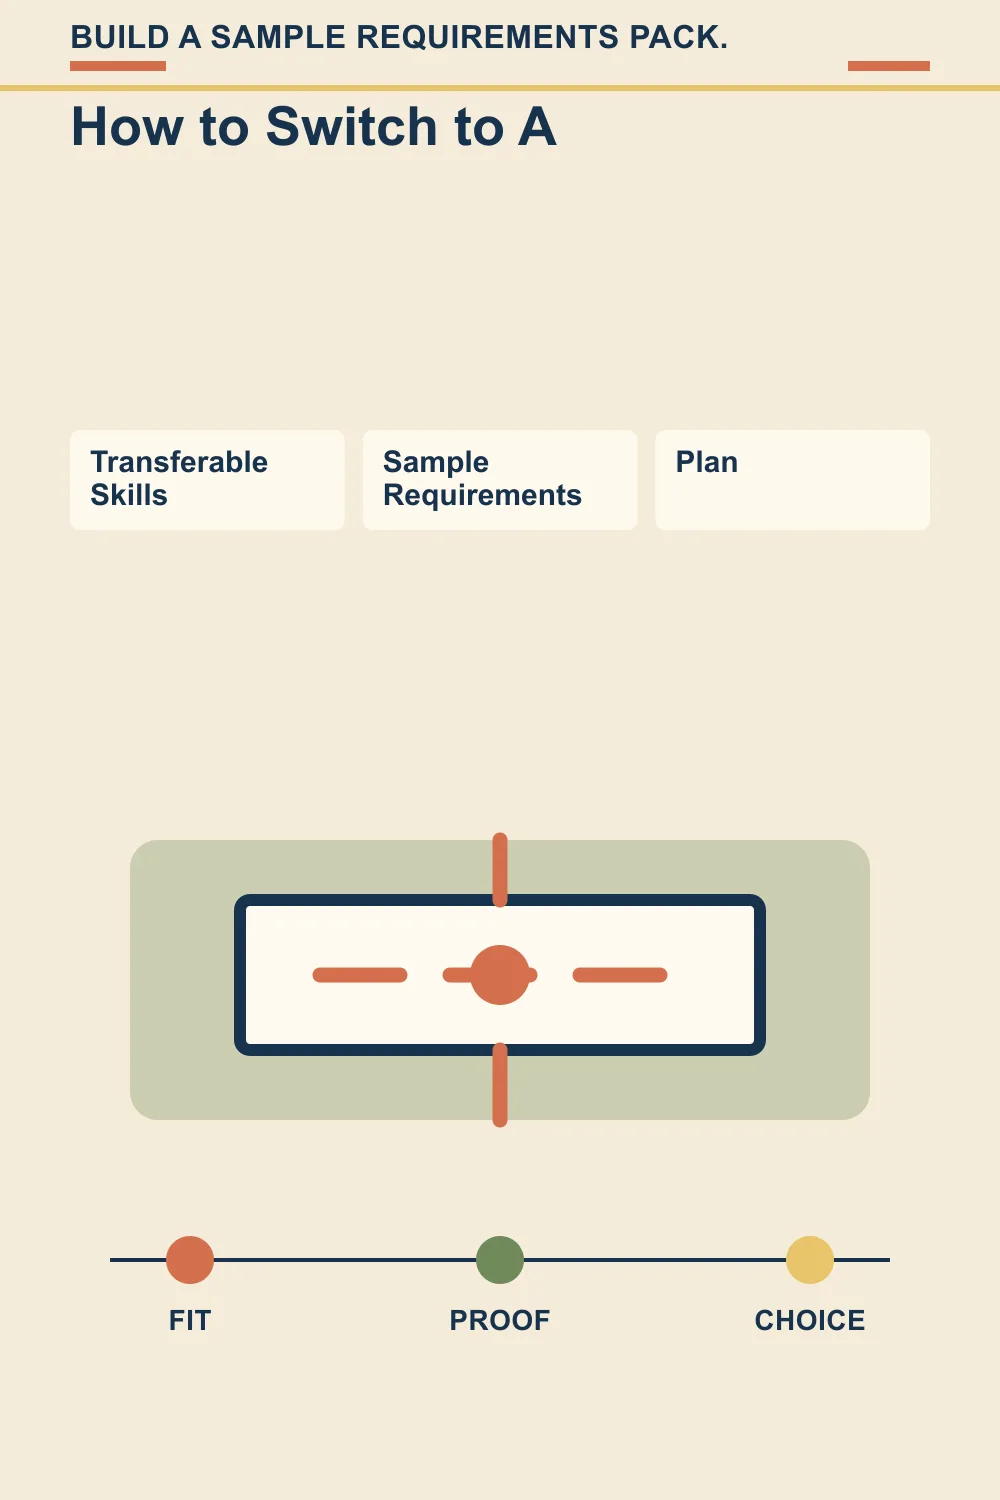 BUILD A SAMPLE REQUIREMENTS PACK.
How to Switch to A
Transferable
Skills
Sample
Requirements
Plan
FIT
PROOF
CHOICE